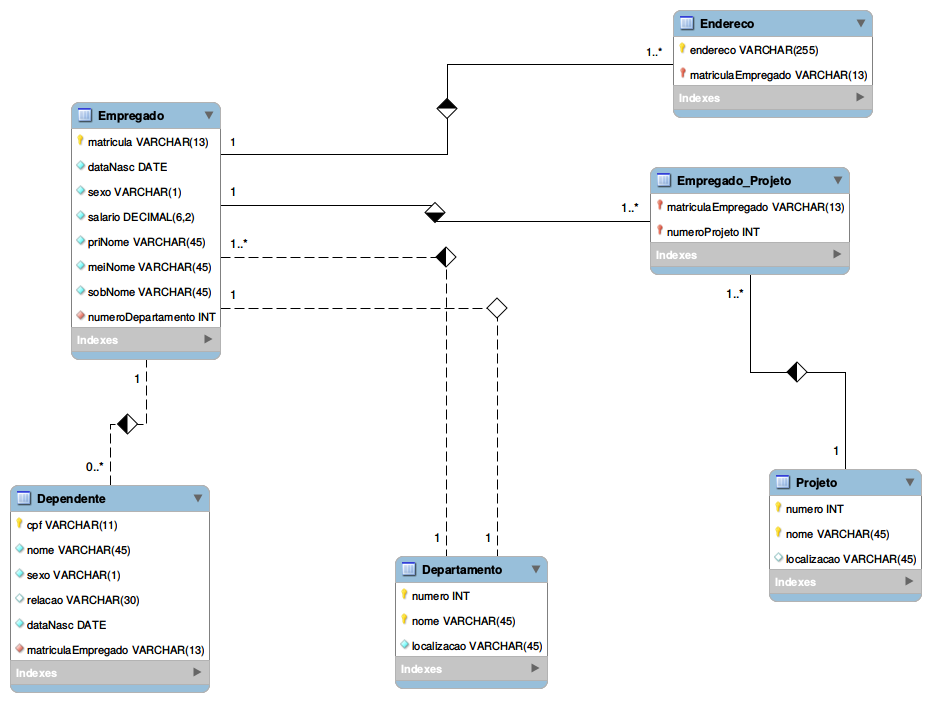 Endereco
endereco VARCHAR(255)
matriculaEmpregado VARCHAR(13)
Indexes
1..*
Empregado
matricula VARCHAR(13)
dataNasc DATE
sexo VARCHAR(1)
salario DECIMAL(6,2)
priNome VARCHAR(45)
meiNome VARCHAR(45)
sobNome VARCHAR(45)
numeroDepartamento INT
Indexes
1
1
1..*
1
1
Empregado_Projeto
matriculaEmpregado VARCHAR(13)
numeroProjeto INT
Indexes
1..*
1..*
1
0..*
Dependente
cpf VARCHAR(11)
nome VARCHAR(45)
sexo VARCHAR(1)
relacao VARCHAR(30)
dataNasc DATE
matriculaEmpregado VARCHAR(13)
Indexes
1
1
Departamento
numero INT
nome VARCHAR(45)
localizacao VARCHAR(45)
Indexes
Projeto
numero INT
nome VARCHAR(45)
localizacao VARCHAR(45)
Indexes